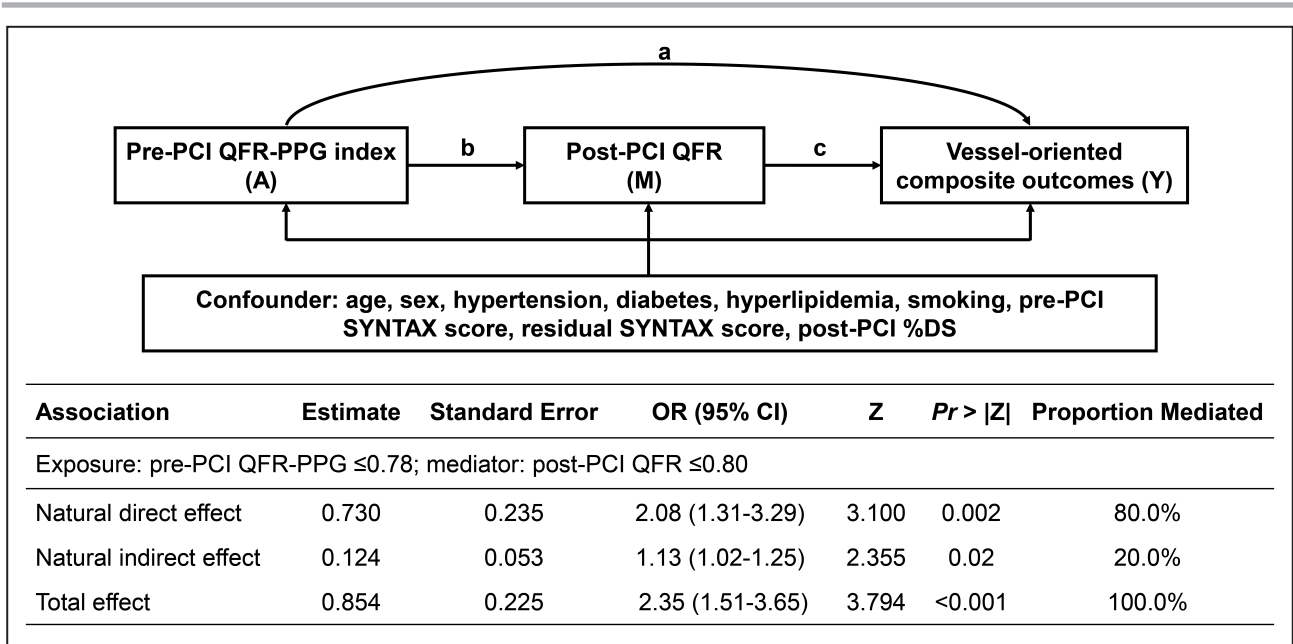 a
Pre-PCI QFR-PPG index
(A)
b
Post-PCI QFR
(M)
c
Vessel-oriented
composite outcomes (Y)
Confounder: age, sex, hypertension, diabetes, hyperlipidemia, smoking, pre-PCI
SYNTAX score, residual SYNTAX score, post-PCI %DS
Association Estimate Standard Error OR (95% CI) Z Pr > |Z| Proportion Mediated
Exposure: pre-PCI QFR-PPG ≤0.78; mediator: post-PCI QFR ≤0.80
Natural direct effect 0.730 0.235 2.08 (1.31-3.29) 3.100 0.002 80.0%
Natural indirect effect 0.124 0.053 1.13 (1.02-1.25) 2.355 0.02 20.0%
Total effect 0.854 0.225 2.35 (1.51-3.65) 3.794 <0.001 100.0%